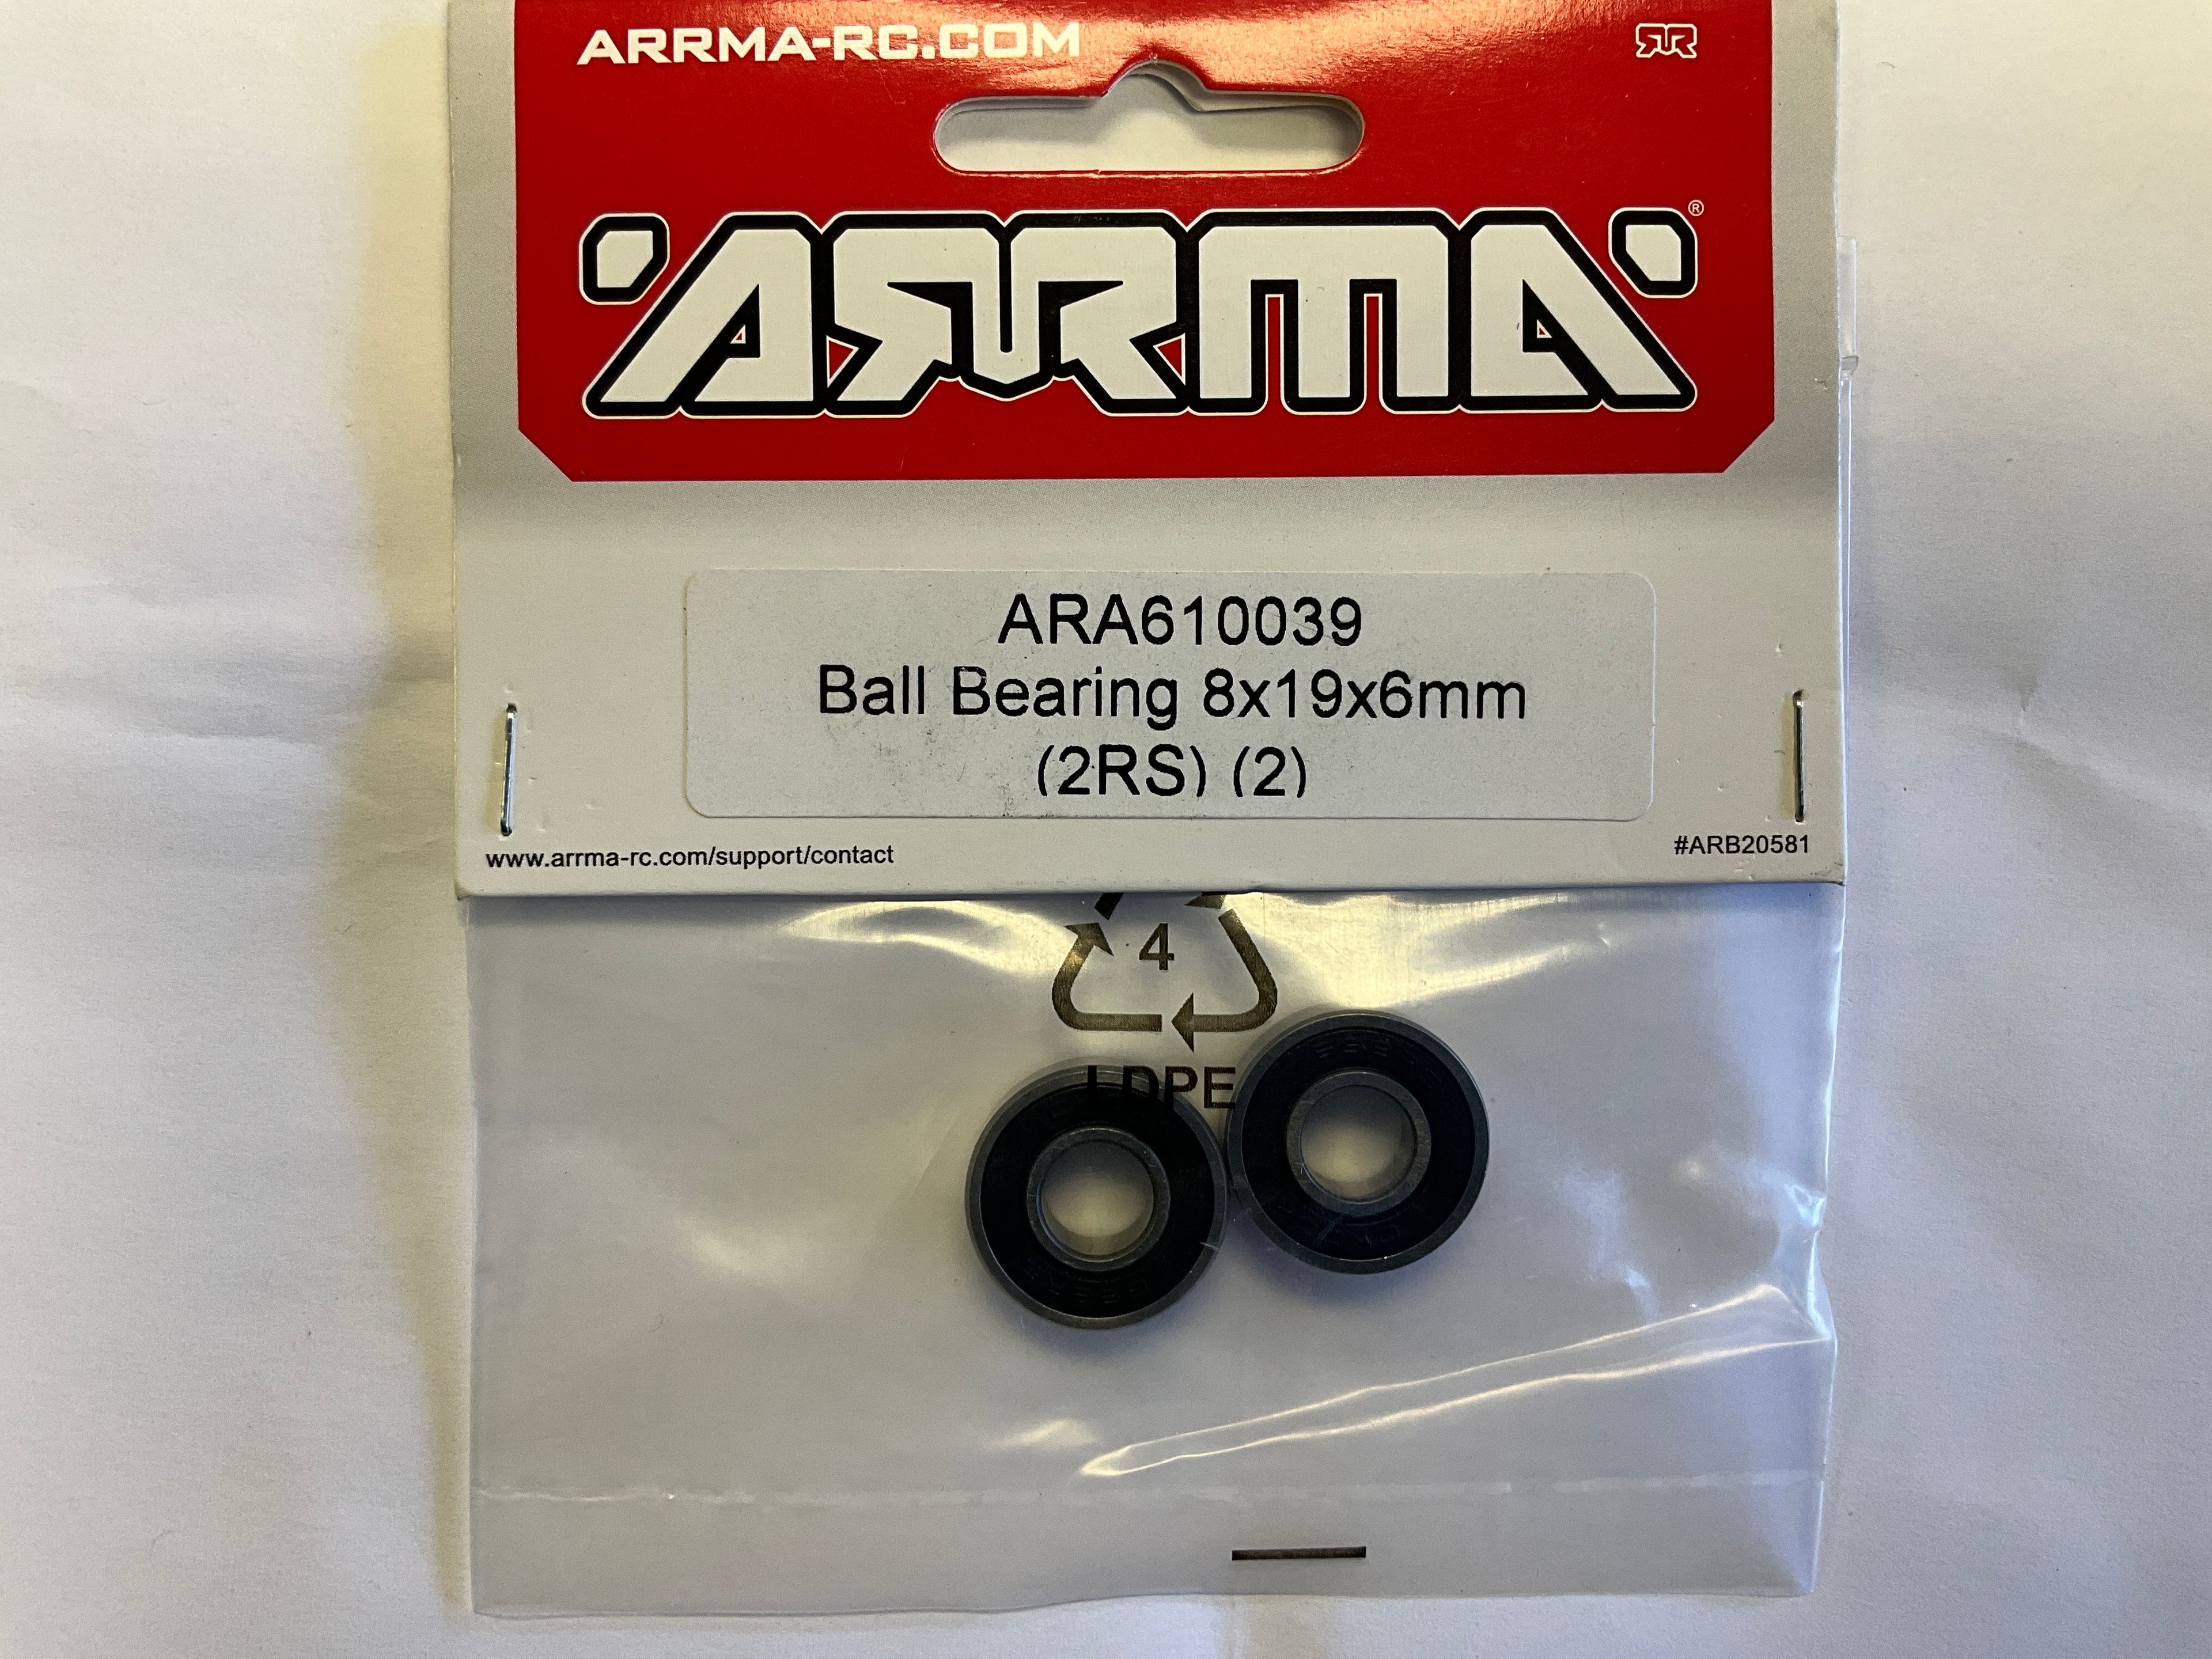 ARRMA-RC.COM
ARRMA®
ARA610039
Ball Bearing 8x19x6mm
(2RS) (2)
www.arrma-rc.com/support/contact
#ARB20581
4
LDPE